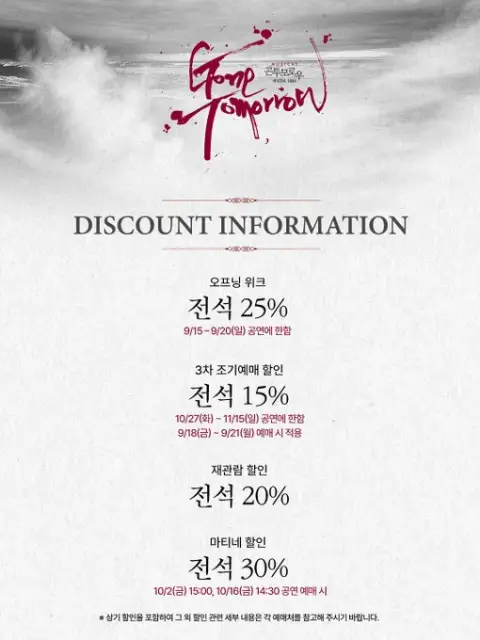 Gone
MUSICAL
곤투모로우
Tomorrow
DISCOUNT INFORMATION
오프닝 위크
전석 25%
9/15 ~ 9/20(일) 공연에 한함
3차 조기예매 할인
전석 15%
10/27(화) ~ 11/15(일) 공연에 한함
9/18(금) ~ 9/21(월) 예매 시 적용
재관람 할인
전석 20%
마티네 할인
전석 30%
10/2(금) 15:00, 10/16(금) 14:30 공연 예매 시
※ 상기 할인을 포함하여 그 외 할인 관련 세부 내용은 각 예매처를 참고해 주시기 바랍니다.